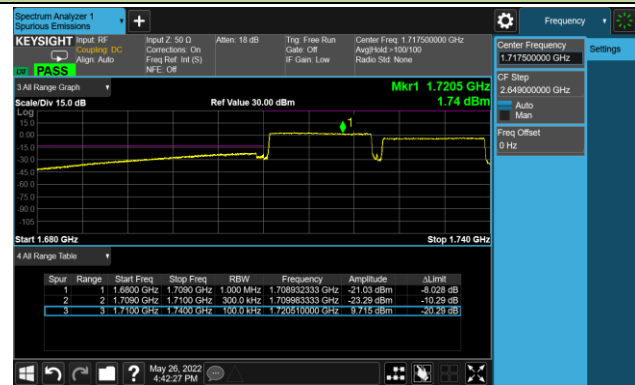 Spectrum Analyzer 1
Spurious Emissions
Frequency
KEYSIGHT Input: RF
Coupling: DC
Align: Auto
Input Z: 50 Ω
Corrections: On
Freq Ref: Int (S)
NFE: Off
Atten: 18 dB
Trig: Free Run
Gate: Off
IF Gain: Low
Center Freq: 1.717500000 GHz
Avg|Hold:>100/100
Radio Std: None
PASS
Center Frequency
1.717500000 GHz
Settings
CF Step
2.649000000 GHz
Auto
Man
Freq Offset
0 Hz
3 All Range Graph
Mkr1 1.7205 GHz
Scale/Div 15.0 dB
Ref Value 30.00 dBm
1.74 dBm
Log
15.0
0.00
-15.0
-30.0
-45.0
-60.0
-75.0
-90.0
-105
1
Start 1.680 GHz
Stop 1.740 GHz
4 All Range Table
Spur Range Start Freq Stop Freq RBW Frequency Amplitude ΔLimit
1 1 1.6800 GHz 1.7090 GHz 1.000 MHz 1.708932333 GHz -21.03 dBm -8.028 dB
2 2 1.7090 GHz 1.7100 GHz 300.0 kHz 1.709983333 GHz -23.29 dBm -10.29 dB
3 3 1.7100 GHz 1.7400 GHz 100.0 kHz 1.720510000 GHz 9.715 dBm -20.29 dB
May 26, 2022
4:42:27 PM